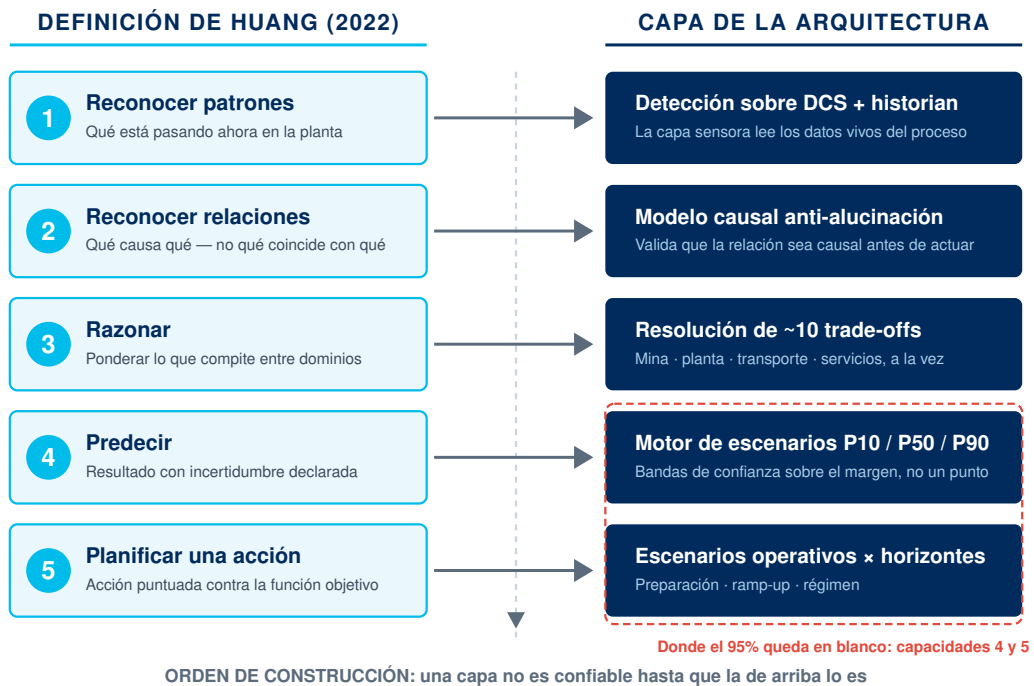 DEFINICIÓN DE HUANG (2022)
CAPA DE LA ARQUITECTURA
1
Reconocer patrones
Qué está pasando ahora en la planta
Detección sobre DCS + historian
La capa sensora lee los datos vivos del proceso
2
Reconocer relaciones
Qué causa qué — no qué coincide con qué
Modelo causal anti-alucinación
Valida que la relación sea causal antes de actuar
3
Razonar
Ponderar lo que compite entre dominios
Resolución de ~10 trade-offs
Mina · planta · transporte · servicios, a la vez
4
Predecir
Resultado con incertidumbre declarada
Motor de escenarios P10 / P50 / P90
Bandas de confianza sobre el margen, no un punto
5
Planificar una acción
Acción puntuada contra la función objetivo
Escenarios operativos × horizontes
Preparación · ramp-up · régimen
Donde el 95% queda en blanco: capacidades 4 y 5
ORDEN DE CONSTRUCCIÓN: una capa no es confiable hasta que la de arriba lo es